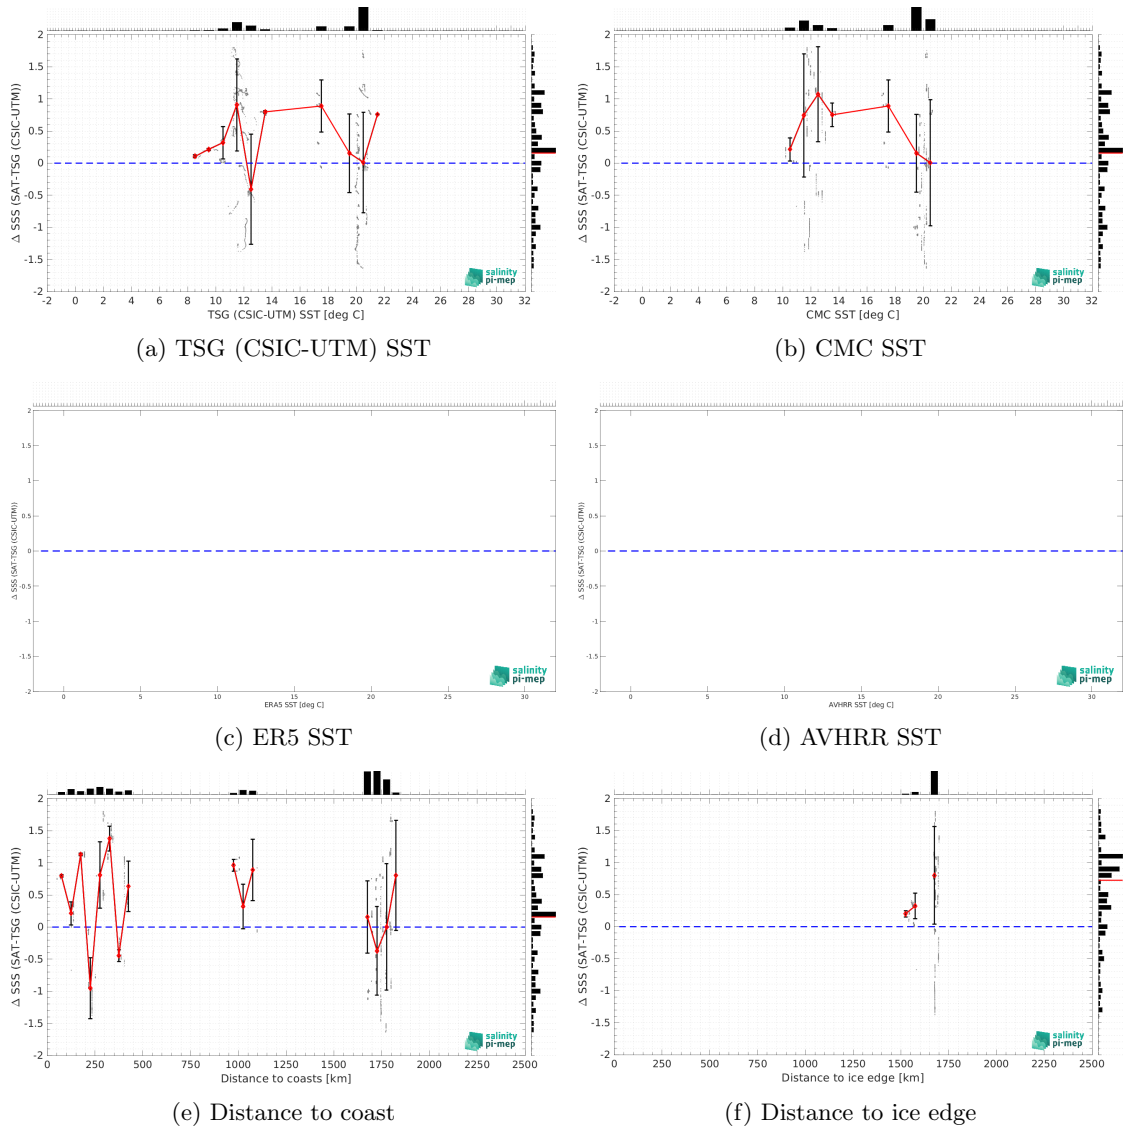 2
1.5
1
0.5
0
-0.5
-1
-1.5
-2
Δ SSS (SAT-TSG (CSIC-UTM))
-2 0 2 4 6 8 10 12 14 16 18 20 22 24 26 28 30 32
TSG (CSIC-UTM) SST [deg C]
salinity
pi-mep
(a) TSG (CSIC-UTM) SST
2
1.5
1
0.5
0
-0.5
-1
-1.5
-2
Δ SSS (SAT-TSG (CSIC-UTM))
-2 0 2 4 6 8 10 12 14 16 18 20 22 24 26 28 30 32
CMC SST [deg C]
salinity
pi-mep
(b) CMC SST
2
1.5
1
0.5
0
-0.5
-1
-1.5
-2
Δ SSS (SAT-TSG (CSIC-UTM))
0 5 10 15 20 25 30
ERA5 SST [deg C]
salinity
pi-mep
(c) ER5 SST
2
1.5
1
0.5
0
-0.5
-1
-1.5
-2
Δ SSS (SAT-TSG (CSIC-UTM))
0 5 10 15 20 25 30
AVHRR SST [deg C]
salinity
pi-mep
(d) AVHRR SST
2
1.5
1
0.5
0
-0.5
-1
-1.5
-2
Δ SSS (SAT-TSG (CSIC-UTM))
0 250 500 750 1000 1250 1500 1750 2000 2250 2500
Distance to coasts [km]
salinity
pi-mep
(e) Distance to coast
2
1.5
1
0.5
0
-0.5
-1
-1.5
-2
Δ SSS (SAT-TSG (CSIC-UTM))
0 250 500 750 1000 1250 1500 1750 2000 2250 2500
Distance to ice edge [km]
salinity
pi-mep
(f) Distance to ice edge